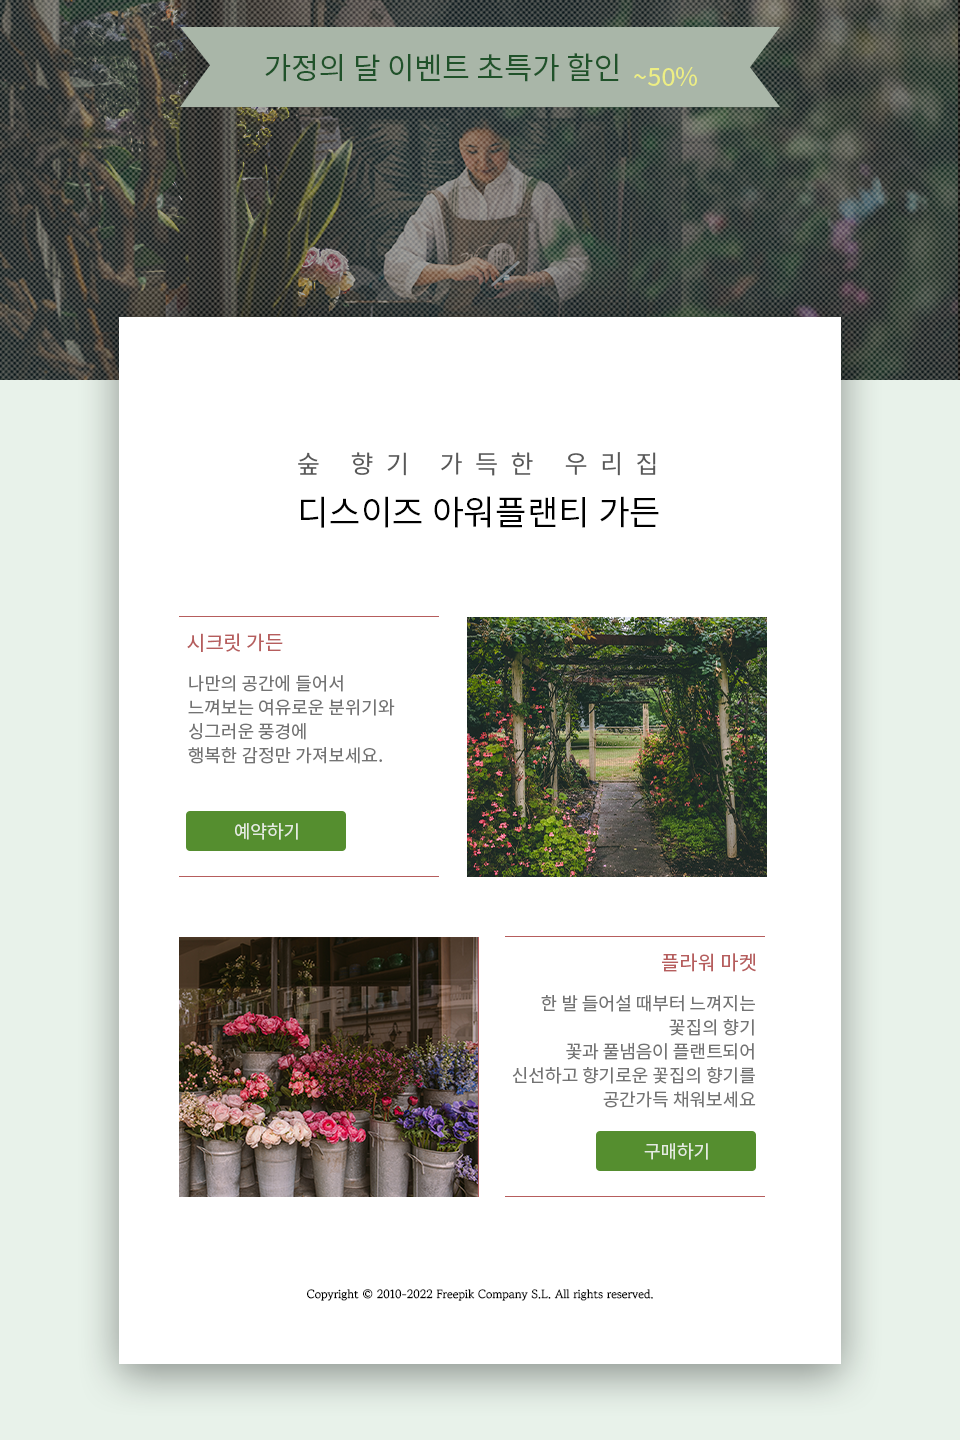 가정의 달 이벤트 초특가 할인 ~50%
숲 향기 가득한 우리집
디스이즈 아워플랜티 가든
시크릿 가든
나만의 공간에 들어서
느껴보는 여유로운 분위기와
싱그러운 풍경에
행복한 감정만 가져보세요.
예약하기
플라워 마켓
한 발 들어설 때부터 느껴지는
꽃집의 향기
꽃과 풀냄음이 플랜트되어
신선하고 향기로운 꽃집의 향기를
공간가득 채워보세요
구매하기
Copyright © 2010-2022 Freepik Company S.L. All rights reserved.